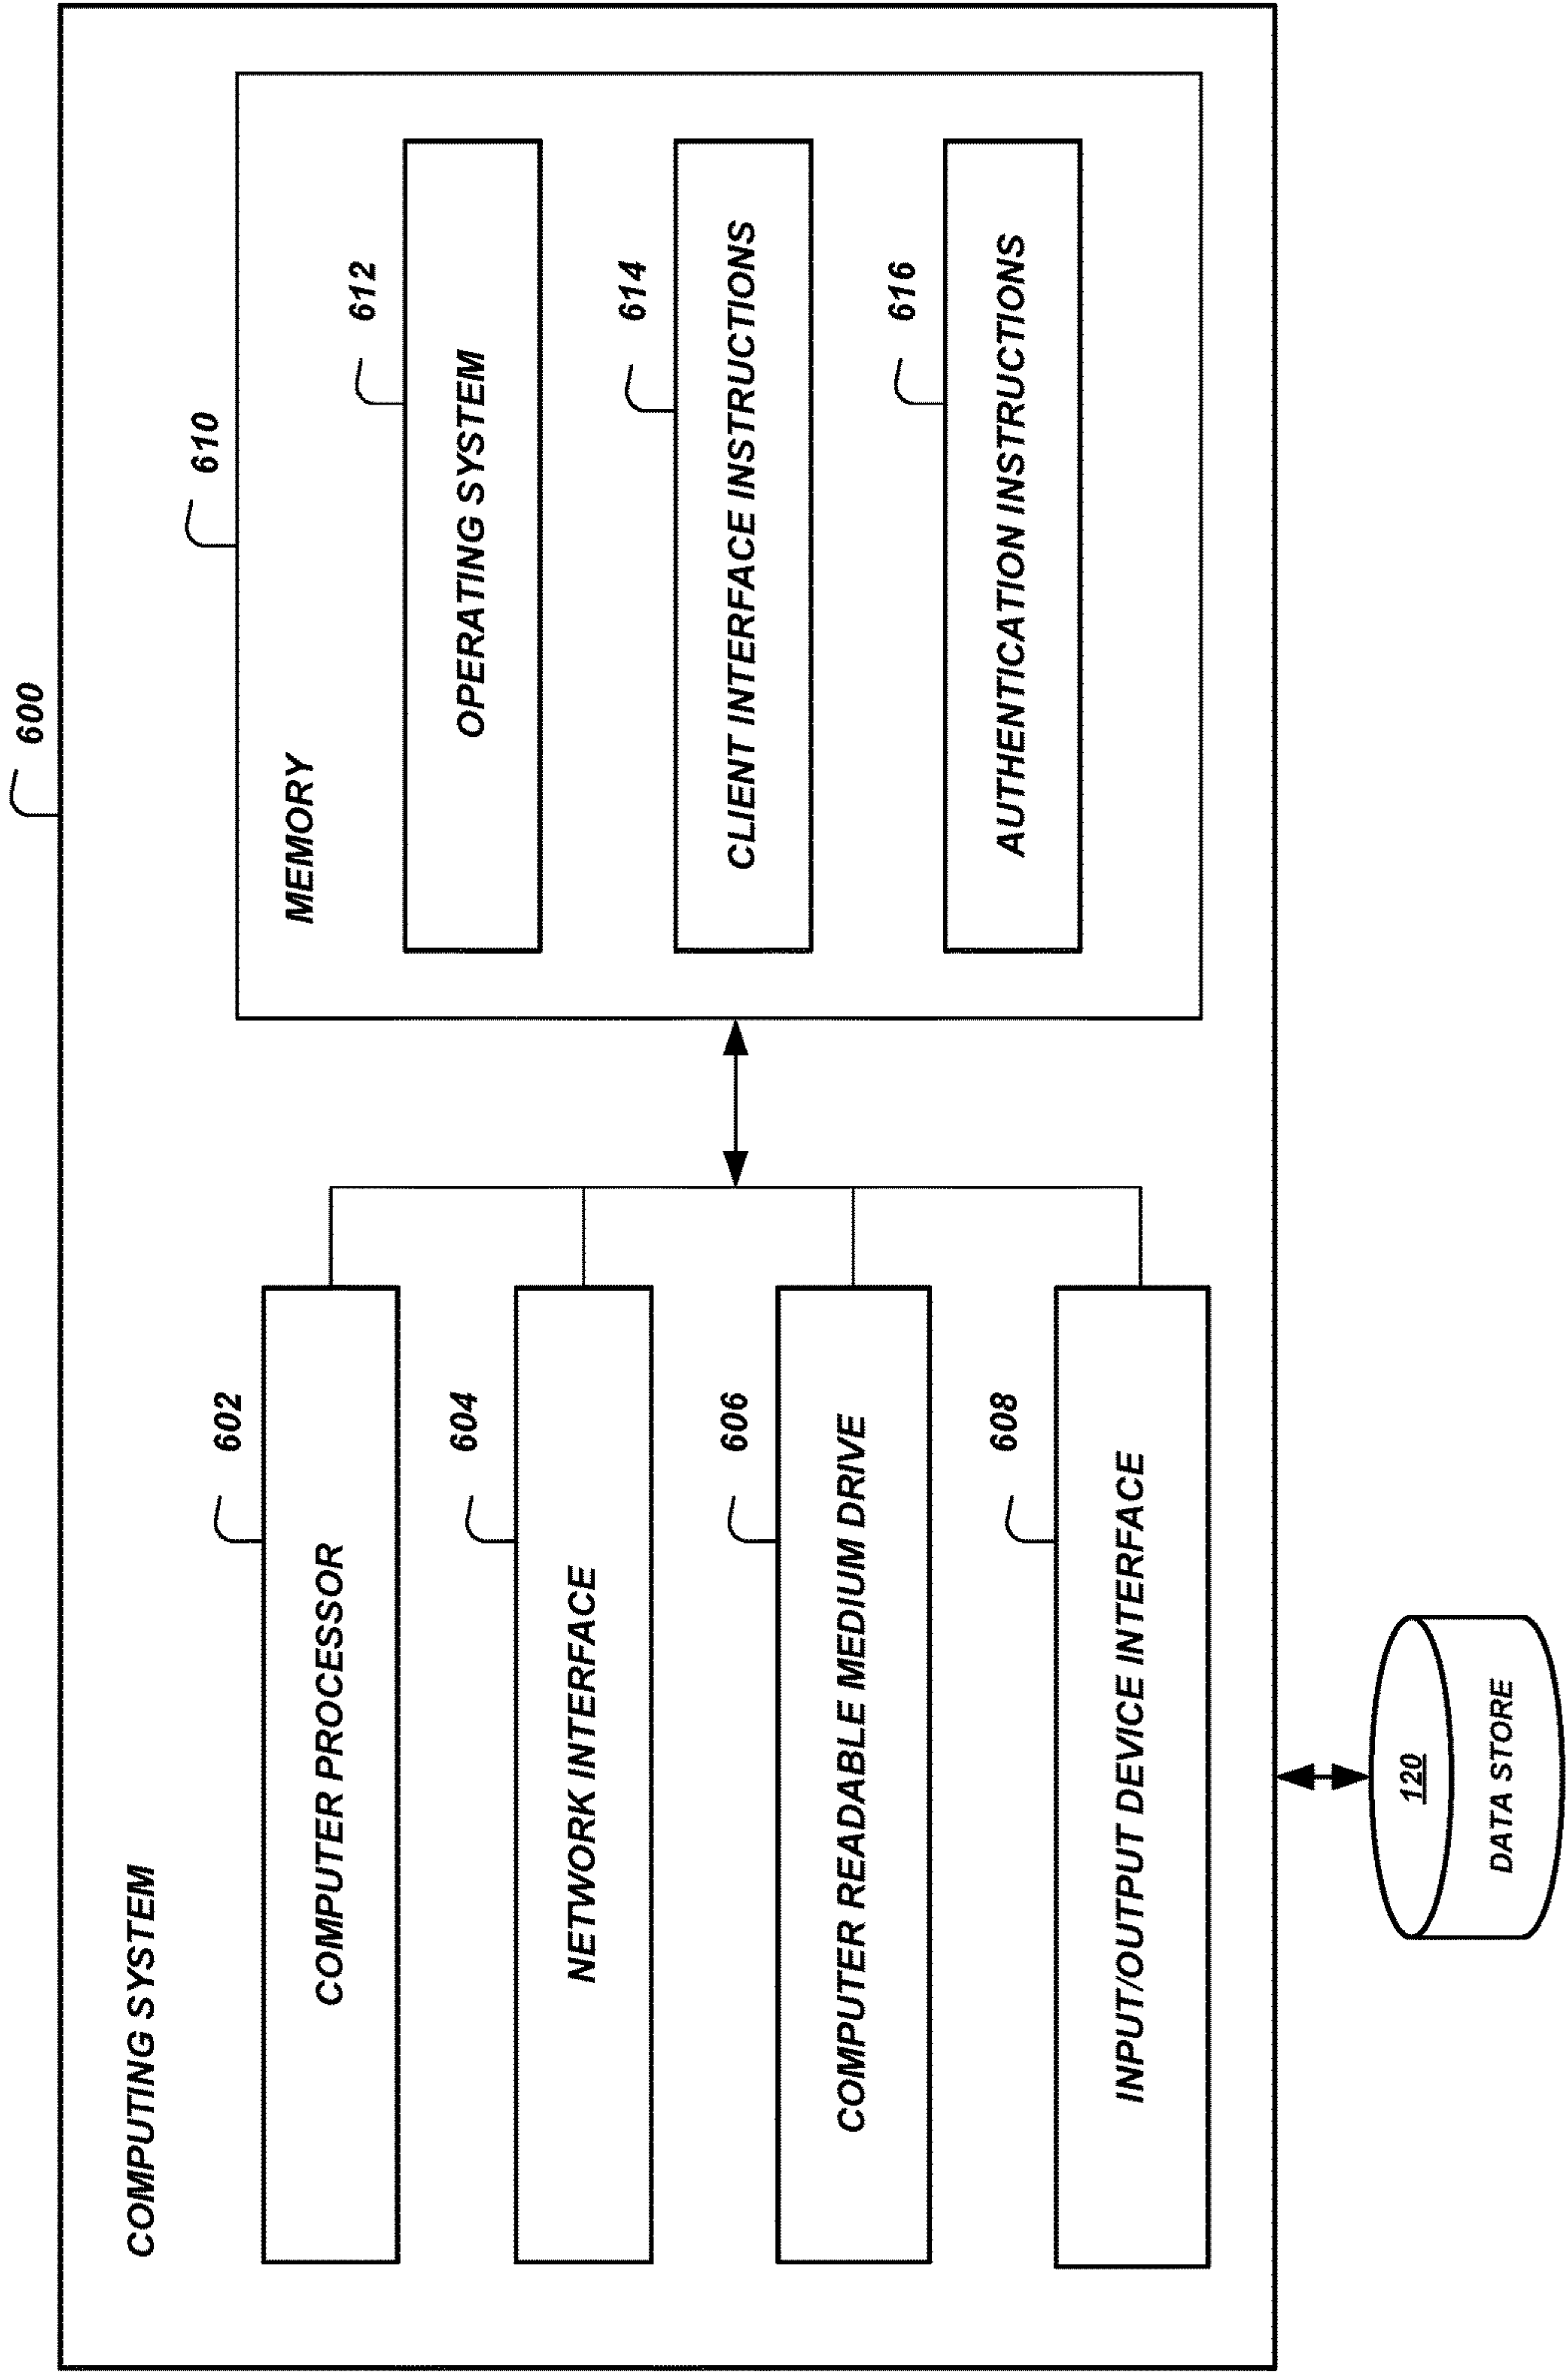 600
COMPUTING SYSTEM
602
COMPUTER PROCESSOR
604
NETWORK INTERFACE
606
COMPUTER READABLE MEDIUM DRIVE
608
INPUT/OUTPUT DEVICE INTERFACE
610
MEMORY
612
OPERATING SYSTEM
614
CLIENT INTERFACE INSTRUCTIONS
616
AUTHENTICATION INSTRUCTIONS
120
DATA STORE